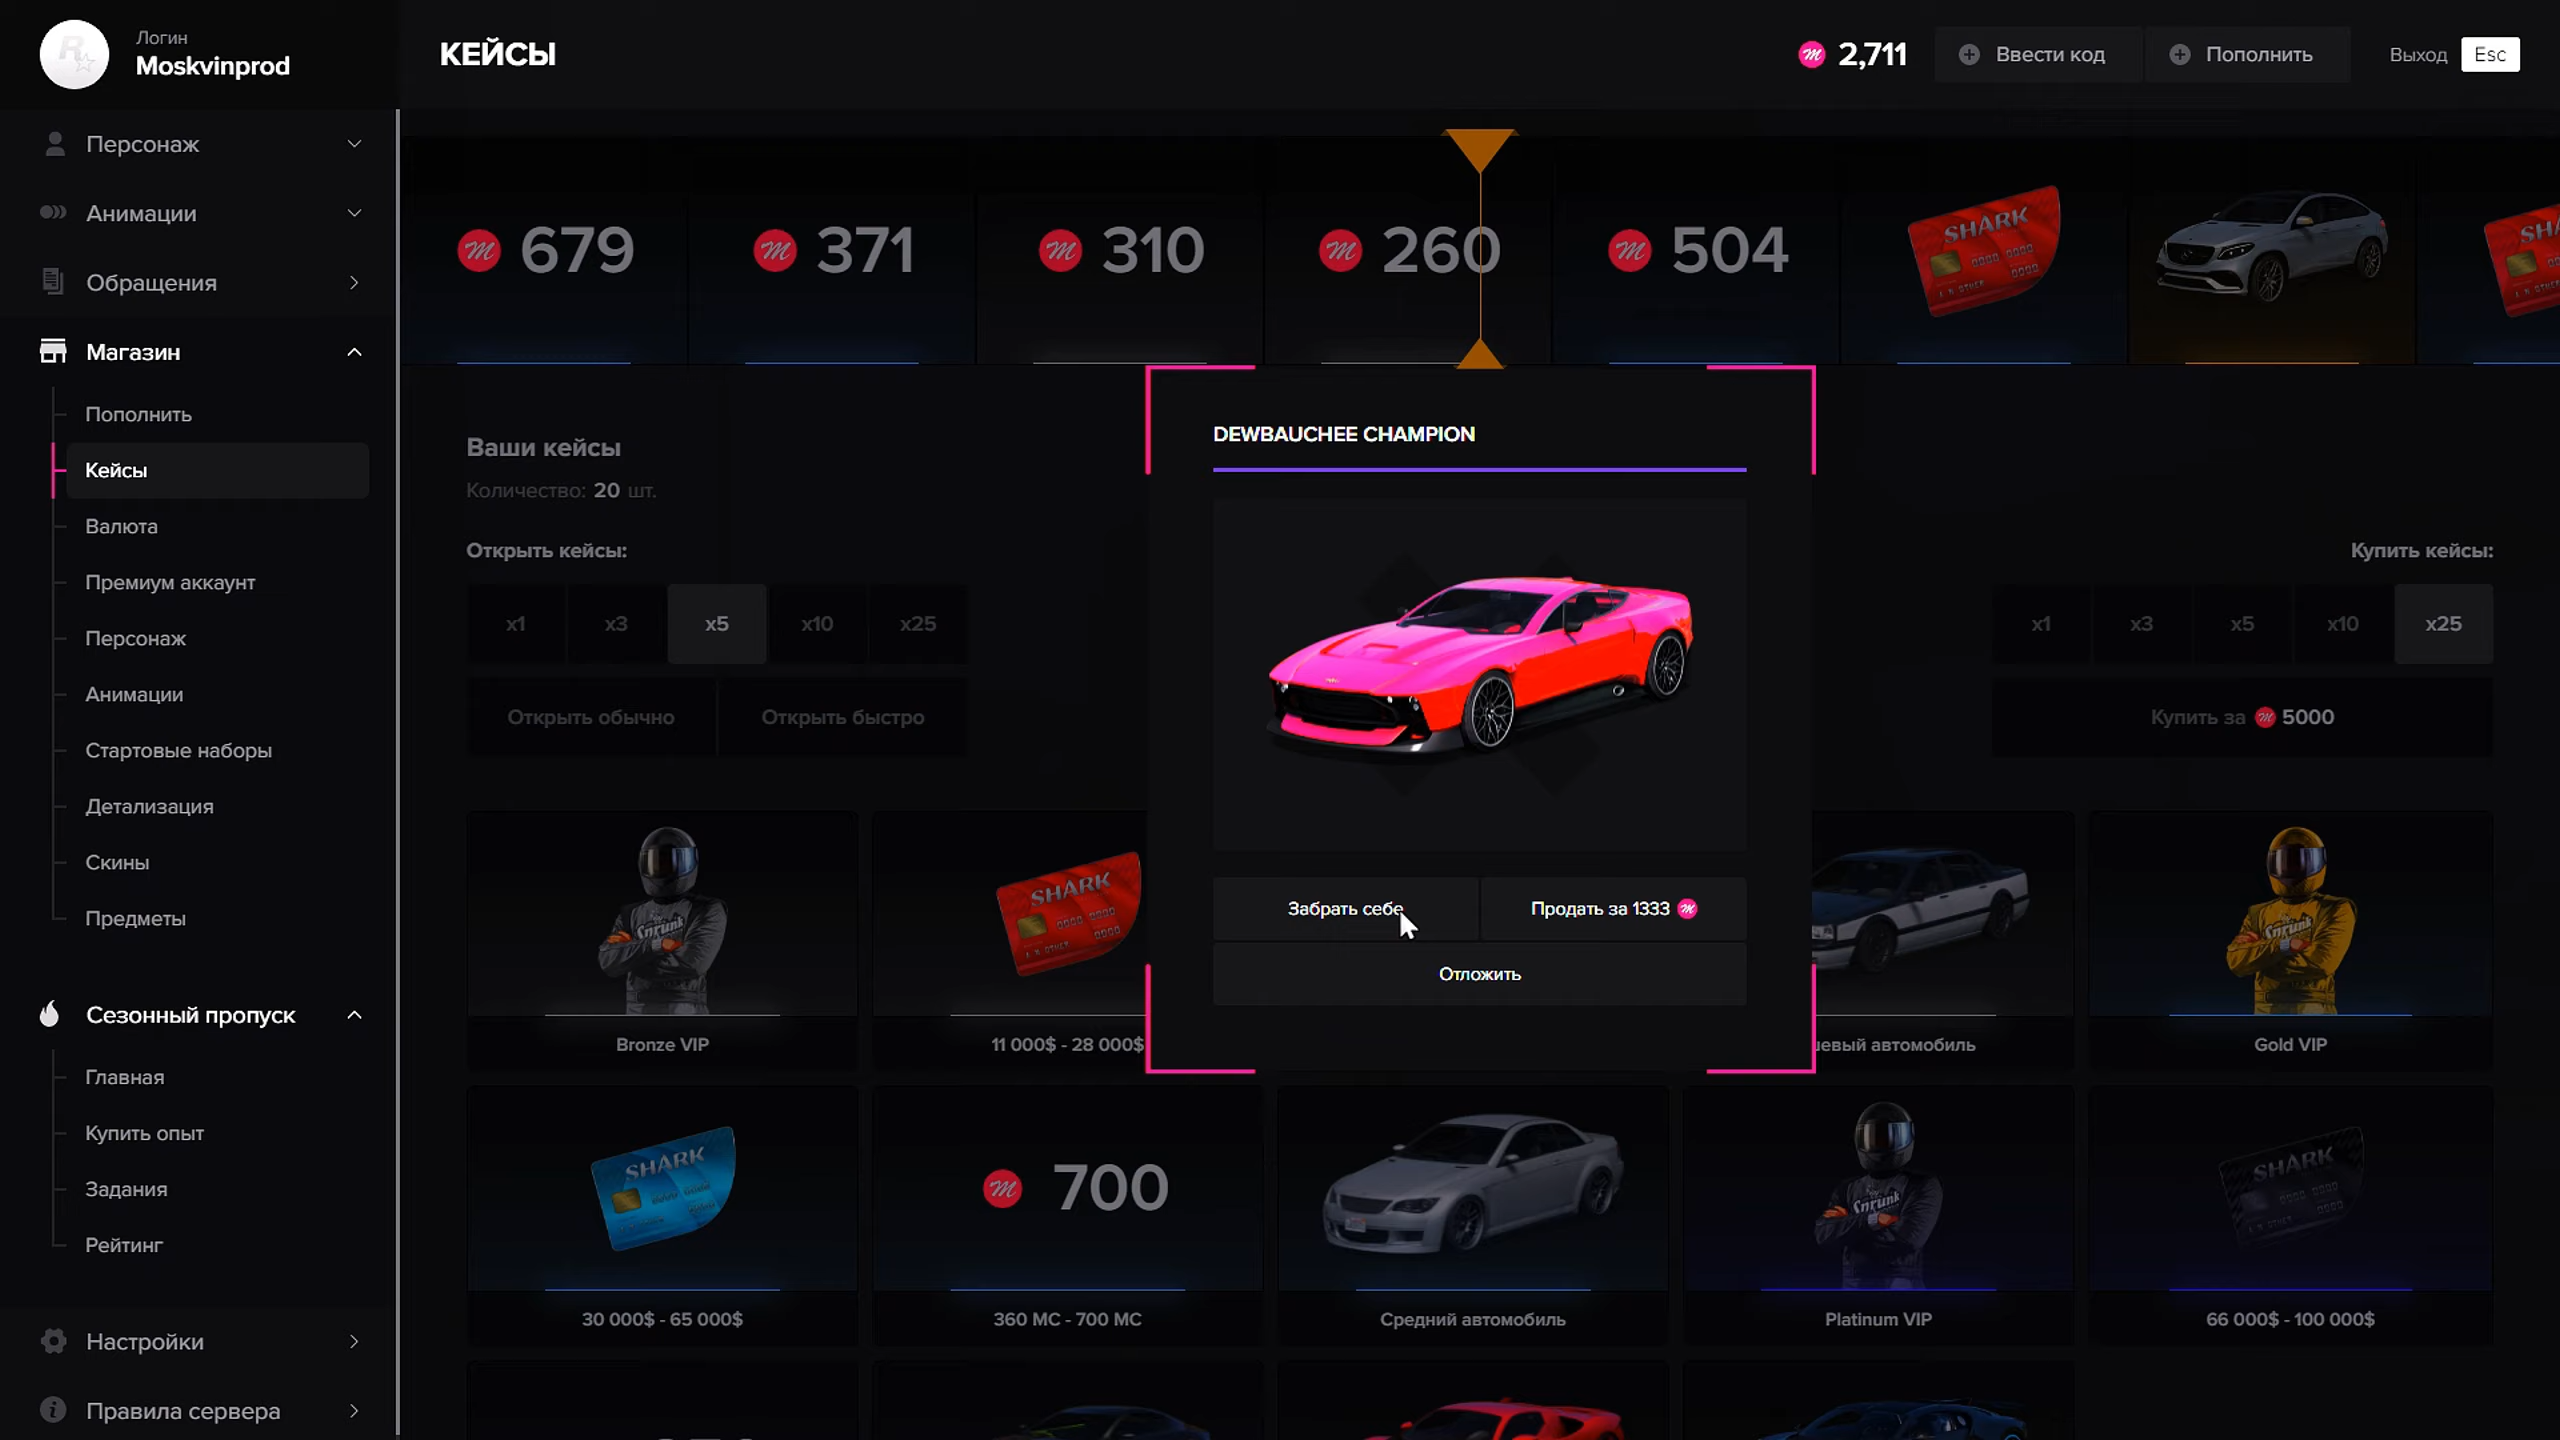 Логин
Moskvinprod
КЕЙСЫ
2,711
Ввести код
Пополнить
Выход
Esc
Персонаж
Анимации
Обращения
Магазин
Пополнить
Кейсы
Валюта
Премиум аккаунт
Персонаж
Анимации
Стартовые наборы
Детализация
Скины
Предметы
Сезонный пропуск
Главная
Купить опыт
Задания
Рейтинг
Настройки
Правила сервера
679
371
310
260
504
SHARK
Ваши кейсы
Количество: 20 шт.
Открыть кейсы:
x1
x3
x5
x10
x25
Открыть обычно
Открыть быстро
DEWBAUCHEE CHAMPION
Забрать себе
Продать за 1333
Отложить
Купить кейсы:
x1
x3
x5
x10
x25
Купить за 5000
Sprunk
SHARK
Sprunk
Bronze VIP
11 000$ - 28 000$
автомобиль
Gold VIP
SHARK
700
Sprunk
SHARK
30 000$ - 65 000$
360 MC - 700 MC
Средний автомобиль
Platinum VIP
66 000$ - 100 000$